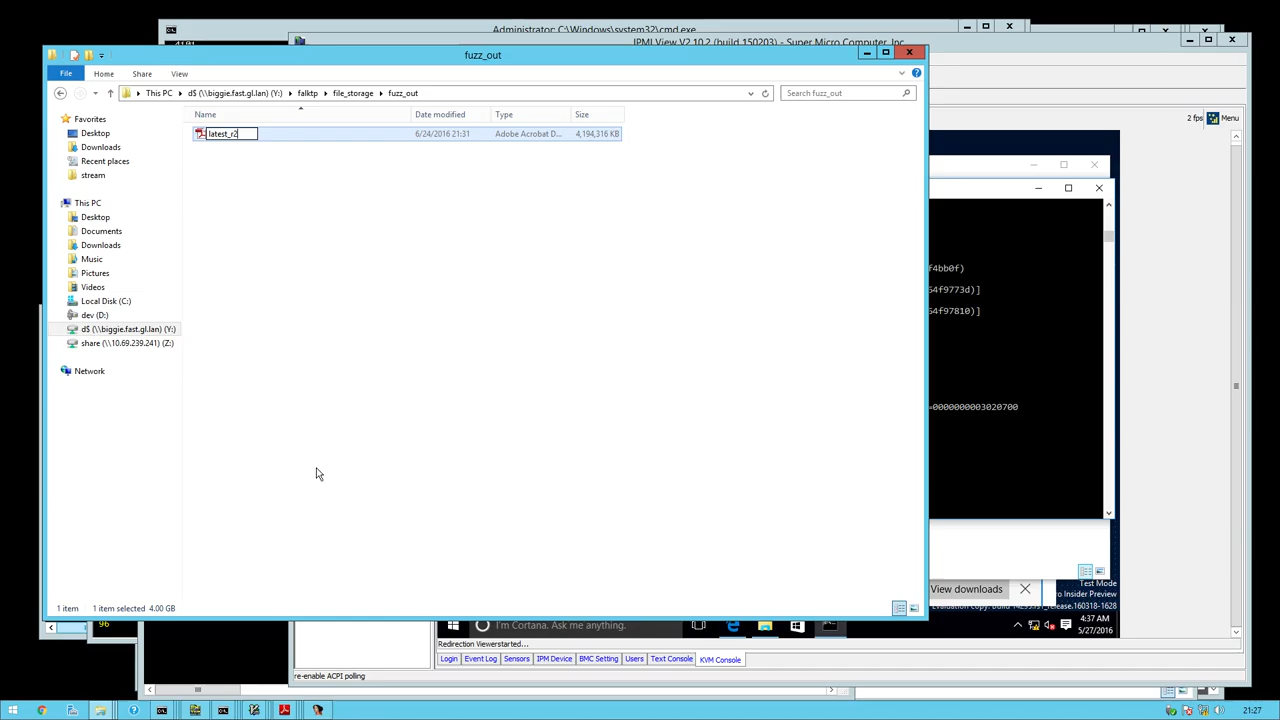 Administrator: C:\Windows\system32\cmd.exe
IPMI View V2.10.2 (build 150203) - Super Micro Computer, Inc.
fuzz_out
File
Home
Share
View
This PC
d$ (\\biggie.fast.gl.lan) (Y:)
falktp
file_storage
fuzz_out
Search fuzz_out
Name
Date modified
Type
Size
2 fps
Menu
Favorites
Desktop
Downloads
Recent places
stream
latest_r2
6/24/2016 21:31
Adobe Acrobat D...
4,194,316 KB
This PC
Desktop
Documents
Downloads
Music
Pictures
Videos
Local Disk (C:)
dev (D:)
d$ (\\biggie.fast.gl.lan) (Y:)
share (\\10.69.239.241) (Z:)
Network
f4bb0f)
54f9773d)]
54f97810)]
=0000000003020700
View downloads
Test Mode
1 item
1 item selected 4.00 GB
96
I'm Cortana. Ask me anything.
4:37 AM
5/27/2016
Redirection Viewerstarted...
Login
Event Log
Sensors
IPM Device
BMC Setting
Users
Text Console
KVM Console
re-enable ACPI polling
21:27